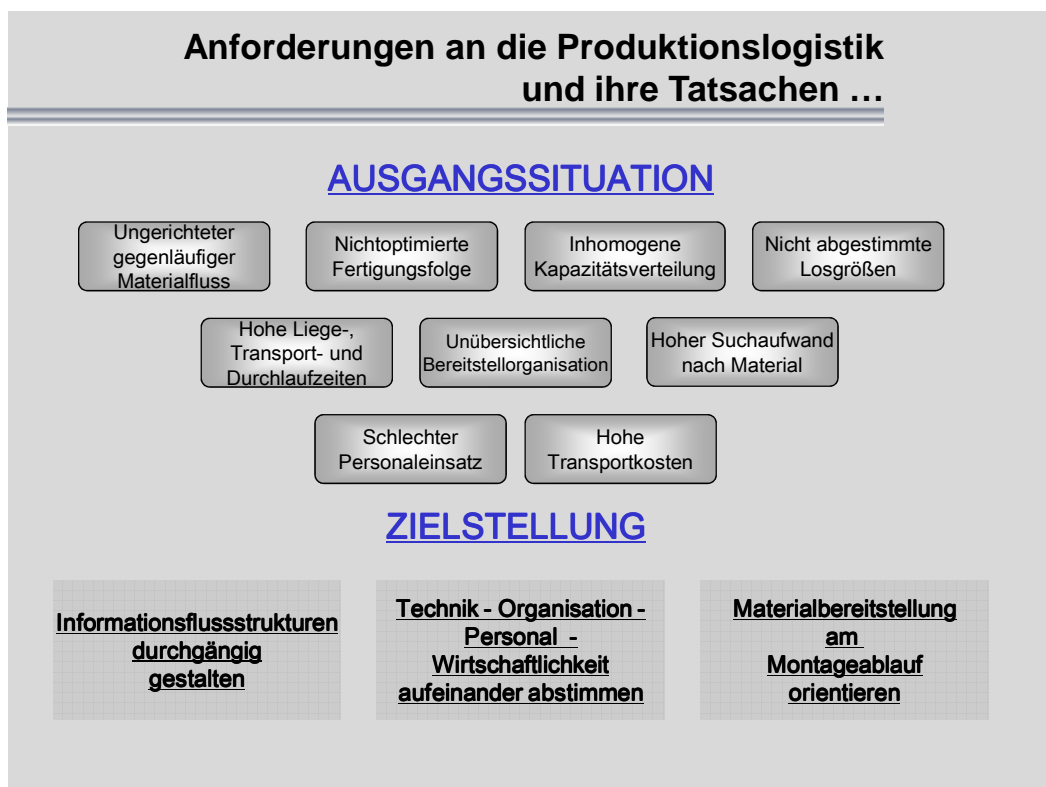 Anforderungen an die Produktionslogistik
und ihre Tatsachen …
AUSGANGSSITUATION
Ungerichteter
gegenläufiger
Materialfluss
Nichtoptimierte
Fertigungsfolge
Inhomogene
Kapazitätsverteilung
Nicht abgestimmte
Losgrößen
Hohe Liege-,
Transport- und
Durchlaufzeiten
Unübersichtliche
Bereitstellorganisation
Hoher Suchaufwand
nach Material
Schlechter
Personaleinsatz
Hohe
Transportkosten
ZIELSTELLUNG
Informationsflussstrukturen
durchgängig
gestalten
Technik - Organisation -
Personal -
Wirtschaftlichkeit
aufeinander abstimmen
Materialbereitstellung
am
Montageablauf
orientieren